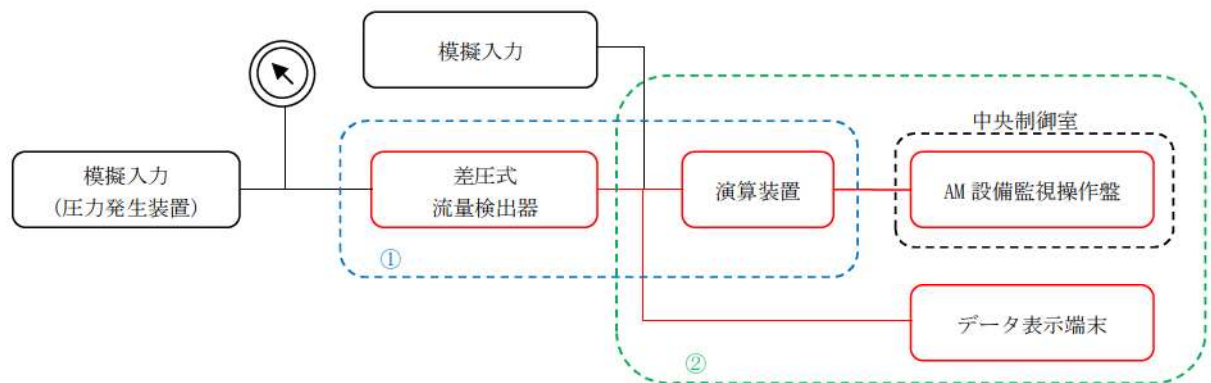 模擬入力
中央制御室
模擬入力
(圧力発生装置)
差圧式
流量検出器
演算装置
AM 設備監視操作盤
①
データ表示端末
②